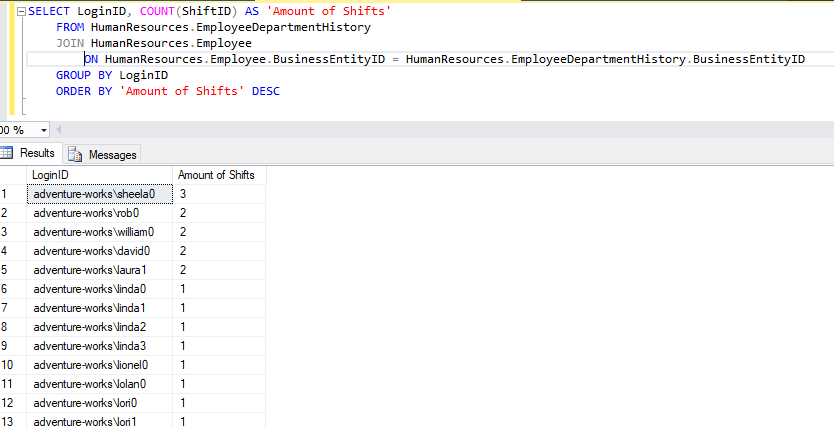 SELECT LoginID, COUNT(ShiftID) AS 'Amount of Shifts'
FROM HumanResources.EmployeeDepartmentHistory
JOIN HumanResources.Employee
ON HumanResources.Employee.BusinessEntityID = HumanResources.EmployeeDepartmentHistory.BusinessEntityID
GROUP BY LoginID
ORDER BY 'Amount of Shifts' DESC
00 %
Results Messages
LoginID Amount of Shifts
1 adventure-works\sheela0 3
2 adventure-works\rob0 2
3 adventure-works\william0 2
4 adventure-works\david0 2
5 adventure-works\laura1 2
6 adventure-works\linda0 1
7 adventure-works\linda1 1
8 adventure-works\linda2 1
9 adventure-works\linda3 1
10 adventure-works\lionel0 1
11 adventure-works\lolan0 1
12 adventure-works\lori0 1
13 adventure-works\lori1 1